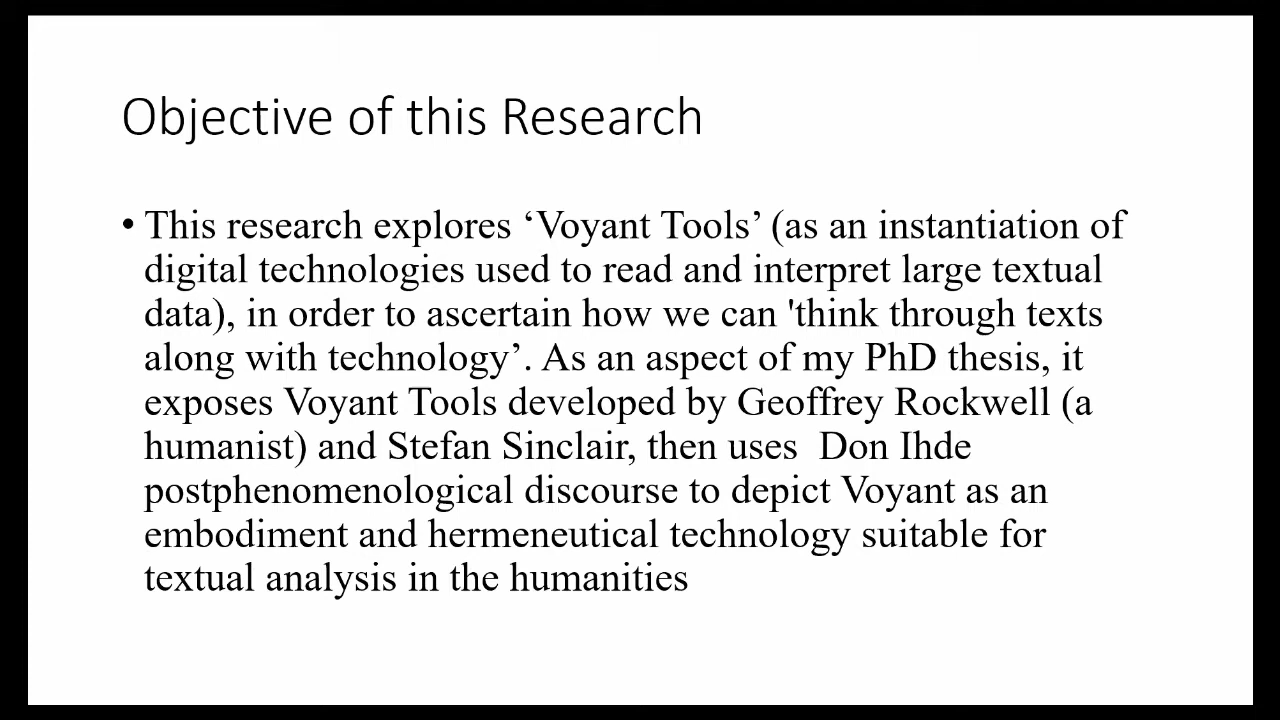 Objective of this Research
• This research explores ‘Voyant Tools’ (as an instantiation of
digital technologies used to read and interpret large textual
data), in order to ascertain how we can 'think through texts
along with technology’. As an aspect of my PhD thesis, it
exposes Voyant Tools developed by Geoffrey Rockwell (a
humanist) and Stefan Sinclair, then uses  Don Ihde
postphenomenological discourse to depict Voyant as an
embodiment and hermeneutical technology suitable for
textual analysis in the humanities